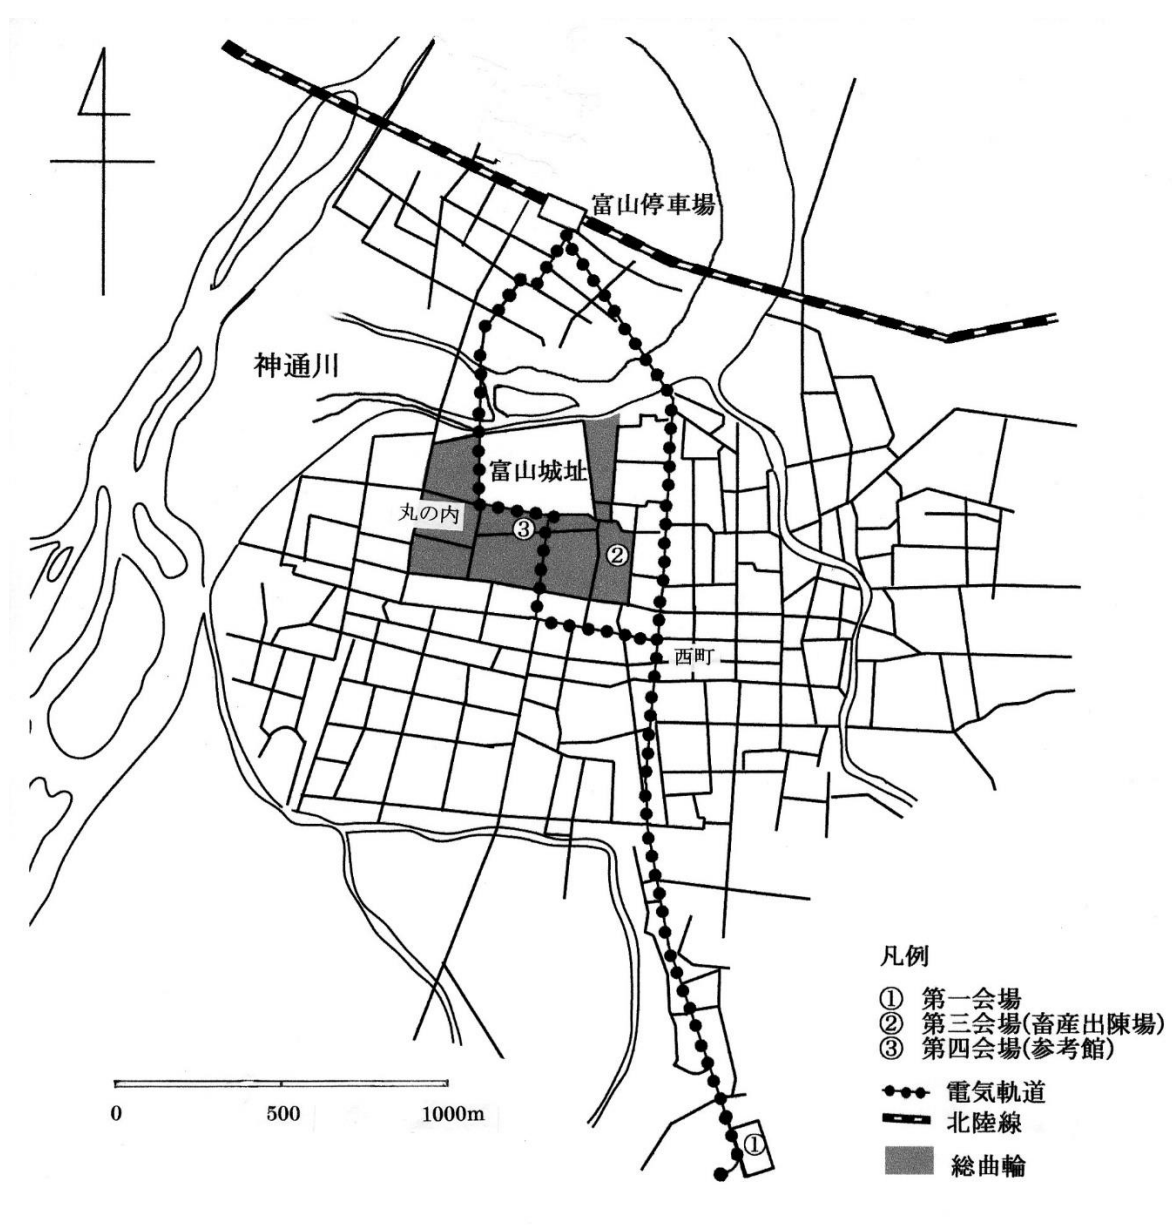 富山停車場
神通川
富山城址
丸の内
③
②
西町
凡例
① 第一会場
② 第三会場(畜産出陳場)
③ 第四会場(参考館)
電気軌道
北陸線
総曲輪
0 500 1000m
①